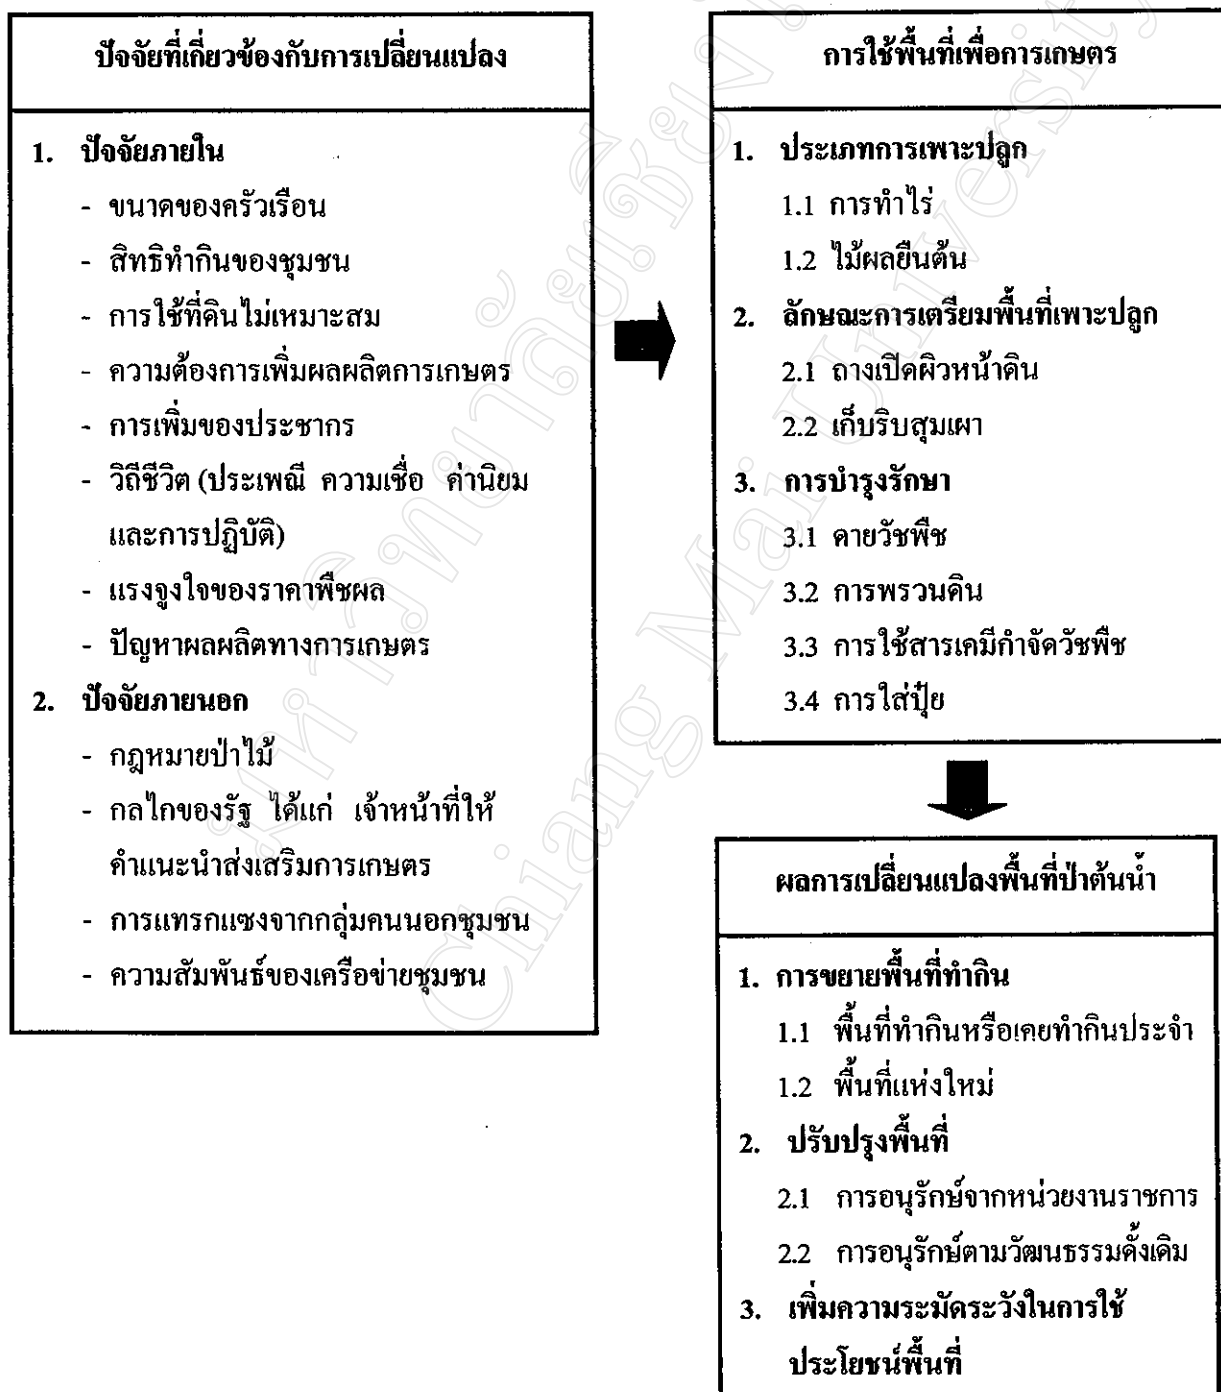 ปัจจัยที่เกี่ยวข้องกับการเปลี่ยนแปลง
1. ปัจจัยภายใน
- ขนาดของครัวเรือน
- สิทธิทำกินของชุมชน
- การใช้ที่ดินไม่เหมาะสม
- ความต้องการเพิ่มผลผลิตการเกษตร
- การเพิ่มของประชากร
- วิถีชีวิต (ประเพณี ความเชื่อ ค่านิยม
และการปฏิบัติ)
- แรงจูงใจของราคาพืชผล
- ปัญหาผลผลิตทางการเกษตร
2. ปัจจัยภายนอก
- กฎหมายป่าไม้
- กลไกของรัฐ ได้แก่ เจ้าหน้าที่ให้
คำแนะนำส่งเสริมการเกษตร
- การแทรกแซงจากกลุ่มคนนอกชุมชน
- ความสัมพันธ์ของเครือข่ายชุมชน
การใช้พื้นที่เพื่อการเกษตร
1. ประเภทการเพาะปลูก
1.1 การทำไร่
1.2 ไม้ผลยืนต้น
2. ลักษณะการเตรียมพื้นที่เพาะปลูก
2.1 ถางเปิดผิวหน้าดิน
2.2 เก็บริบสุมเผา
3. การบำรุงรักษา
3.1 ดายวัชพืช
3.2 การพรวนดิน
3.3 การใช้สารเคมีกำจัดวัชพืช
3.4 การใส่ปุ๋ย
ผลการเปลี่ยนแปลงพื้นที่ป่าต้นน้ำ
1. การขยายพื้นที่ทำกิน
1.1 พื้นที่ทำกินหรือเคยทำกินประจำ
1.2 พื้นที่แห่งใหม่
2. ปรับปรุงพื้นที่
2.1 การอนุรักษ์จากหน่วยงานราชการ
2.2 การอนุรักษ์ตามวัฒนธรรมดั้งเดิม
3. เพิ่มความระมัดระวังในการใช้
ประโยชน์พื้นที่
Chiang Mai University